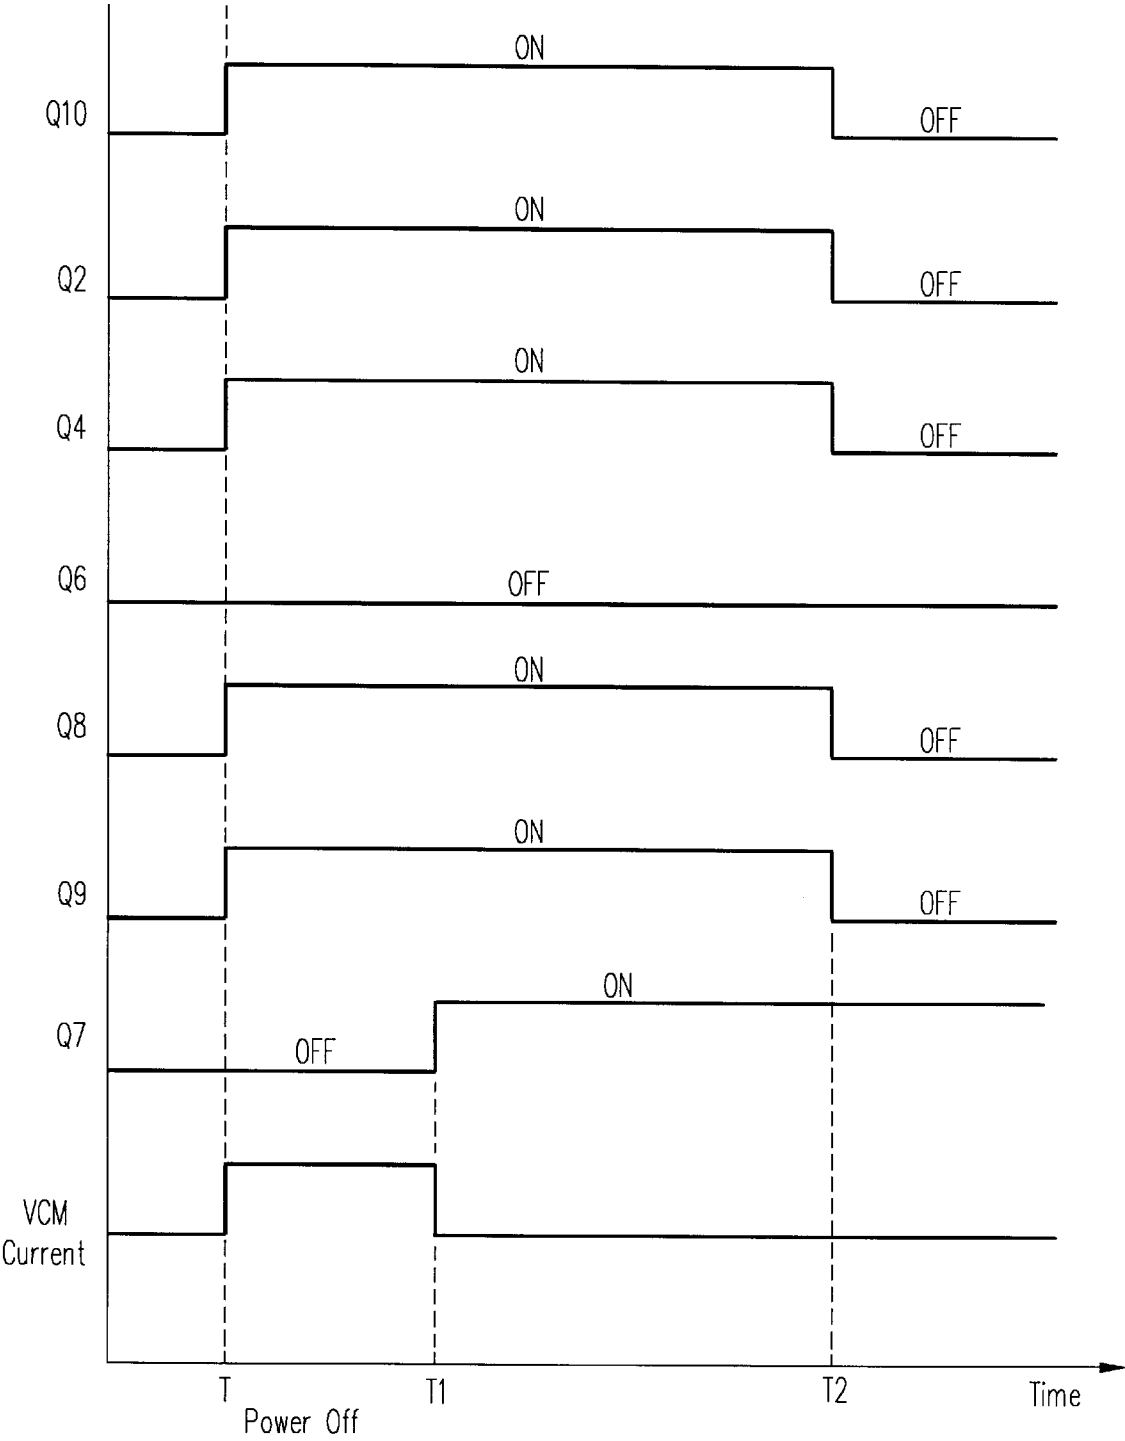 ON
Q10
OFF
ON
Q2
OFF
ON
Q4
OFF
Q6
OFF
ON
Q8
OFF
ON
Q9
OFF
ON
Q7
OFF
VCM
Current
T
T1
T2
Time
Power Off